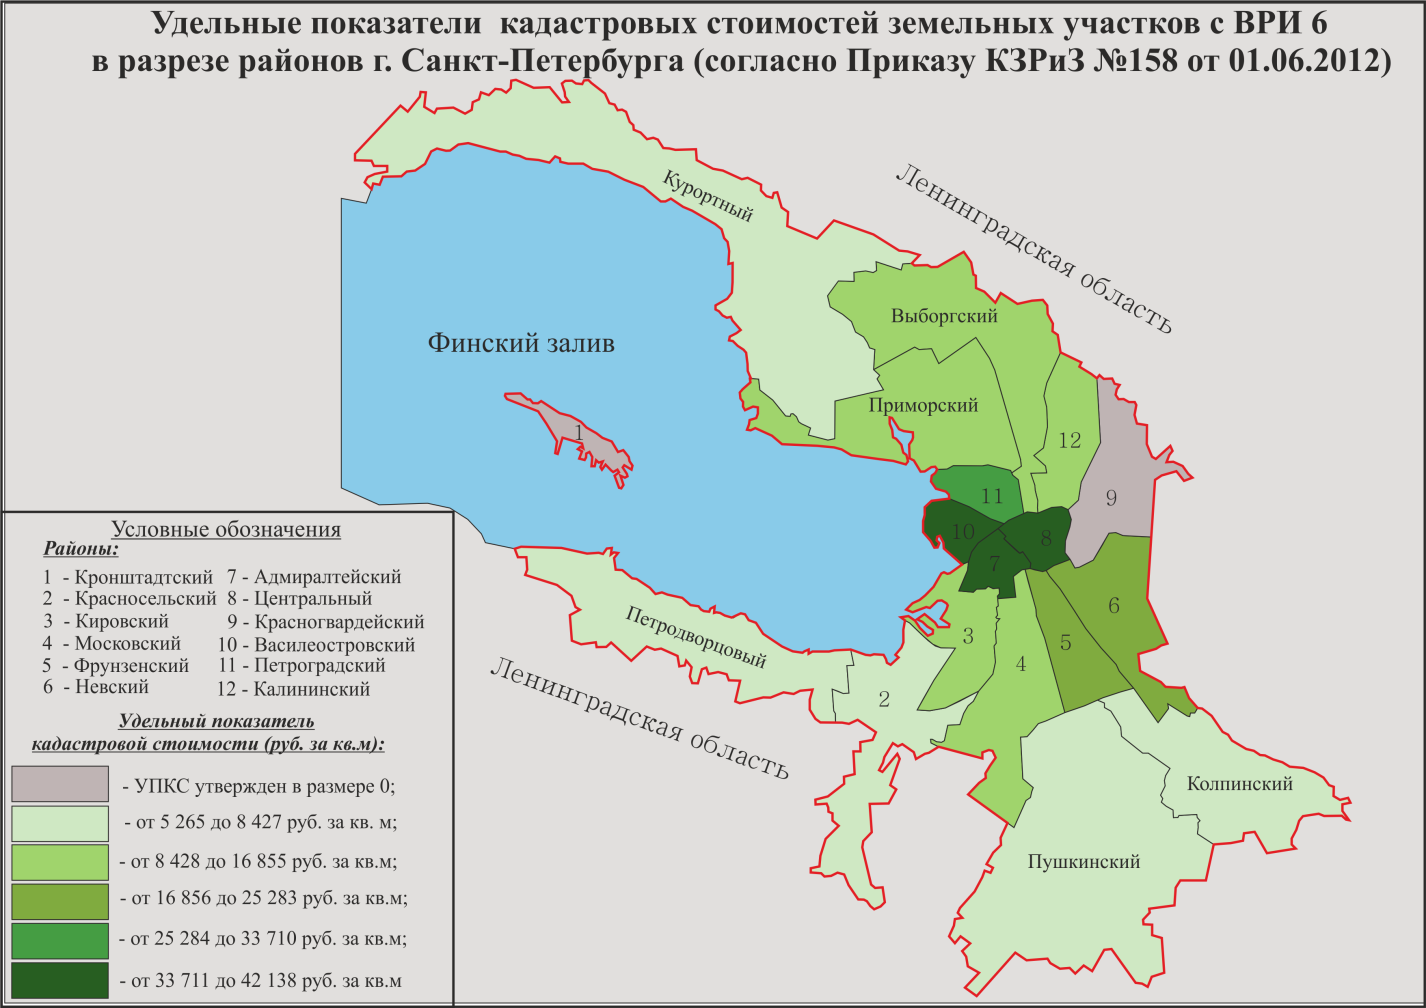 Удельные показатели кадастровых стоимостей земельных участков с ВРИ 6
в разрезе районов г. Санкт-Петербурга (согласно Приказу КЗРиЗ №158 от 01.06.2012)
Курортный
Ленинградская область
Выборгский
Финский залив
Приморский
1
12
9
11
10
8
7
6
3
5
4
2
Петродворцовый
Ленинградская область
Колпинский
Пушкинский
Условные обозначения
Районы:
1 - Кронштадтский 7 - Адмиралтейский
2 - Красносельский 8 - Центральный
3 - Кировский 9 - Красногвардейский
4 - Московский 10 - Василеостровский
5 - Фрунзенский 11 - Петроградский
6 - Невский 12 - Калининский
Удельный показатель
кадастровой стоимости (руб. за кв.м):
- УПКС утвержден в размере 0;
- от 5 265 до 8 427 руб. за кв. м;
- от 8 428 до 16 855 руб. за кв.м;
- от 16 856 до 25 283 руб. за кв.м;
- от 25 284 до 33 710 руб. за кв.м;
- от 33 711 до 42 138 руб. за кв.м